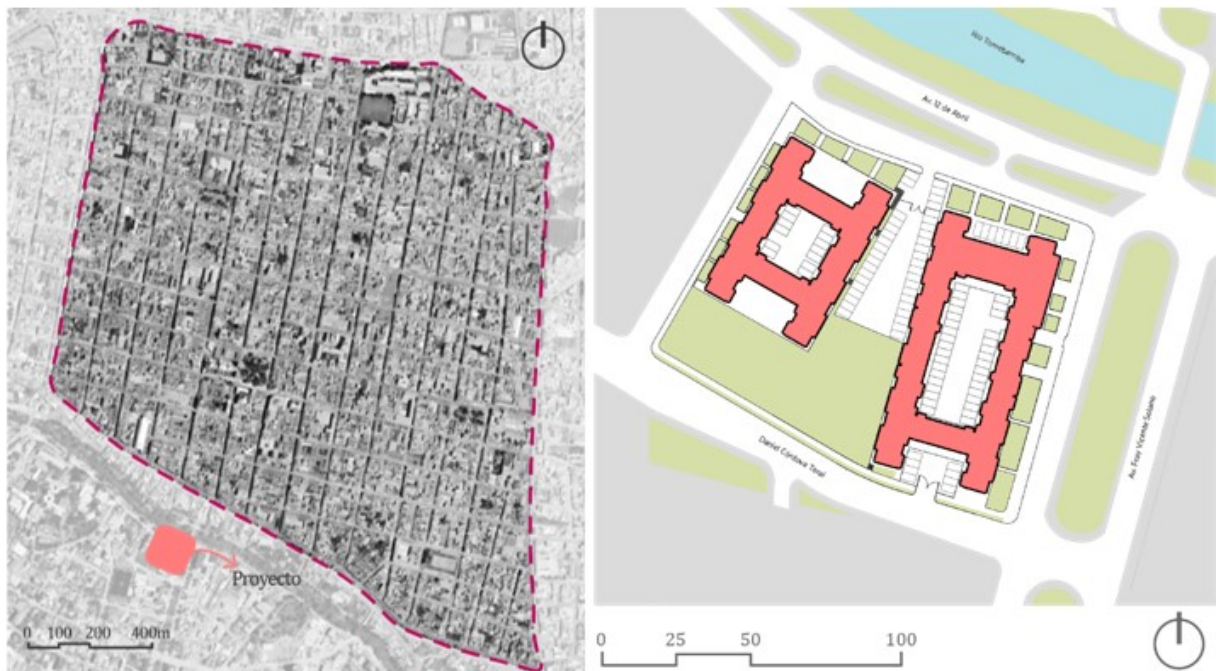 Proyecto
0 100 200 400m
Río Tomebamba
Av. 12 de Abril
Av. Fray Vicente Solano
Daniel Córdova Toral
0 25 50 100